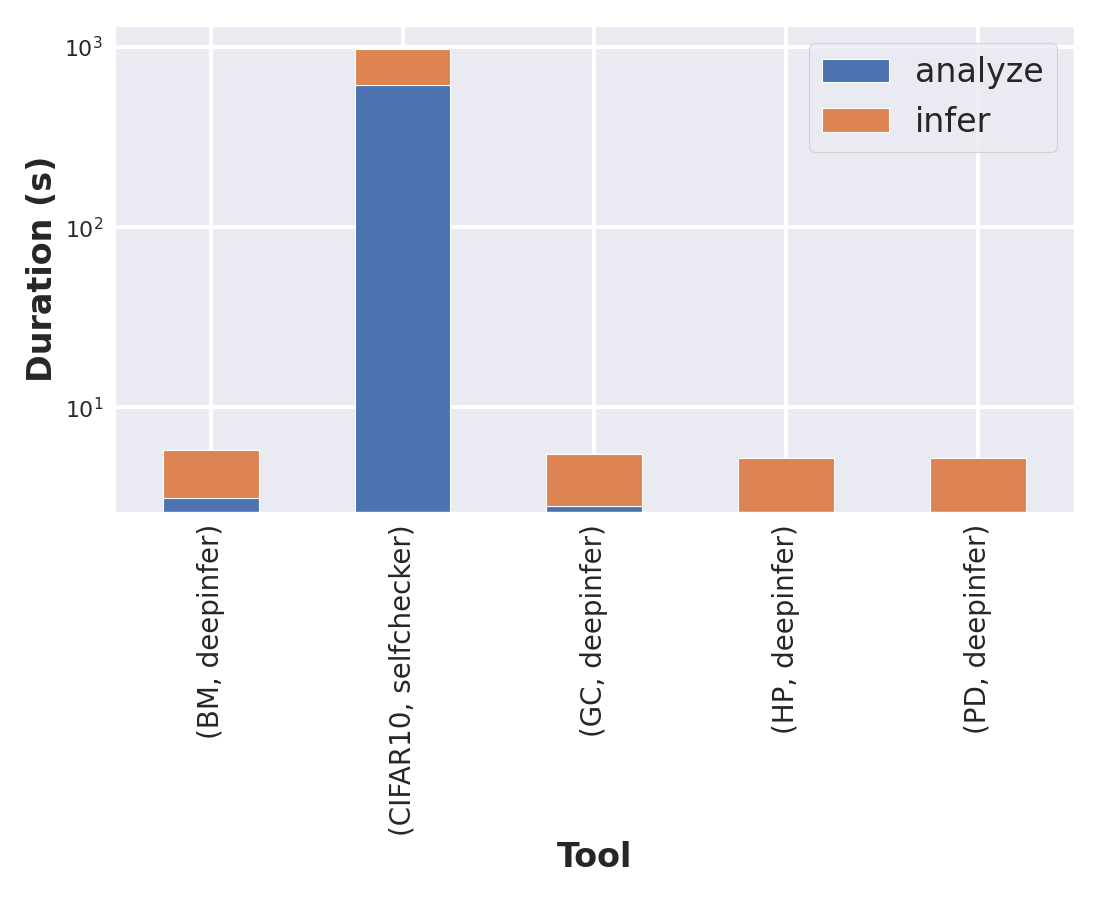 10³
10²
10¹
Duration (s)
analyze
infer
(BM, deepinfer)
(CIFAR10, selfchecker)
(GC, deepinfer)
(HP, deepinfer)
(PD, deepinfer)
Tool